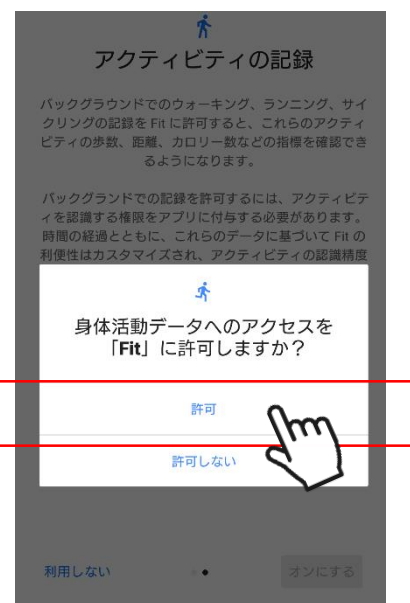 アクティビティの記録
バックグラウンドでのウォーキング、ランニング、サイ
クリングの記録を Fit に許可すると、これらのアクティ
ビティの歩数、距離、カロリー数などの指標を確認でき
るようになります。
バックグランドでの記録を許可するには、アクティビテ
ィを認識する権限をアプリに付与する必要があります。
時間の経過とともに、これらのデータに基づいて Fit の
利便性はカスタマイズされ、アクティビティの認識精度
身体活動データへのアクセスを
「Fit」に許可しますか？
許可
許可しない
利用しない
オンにする